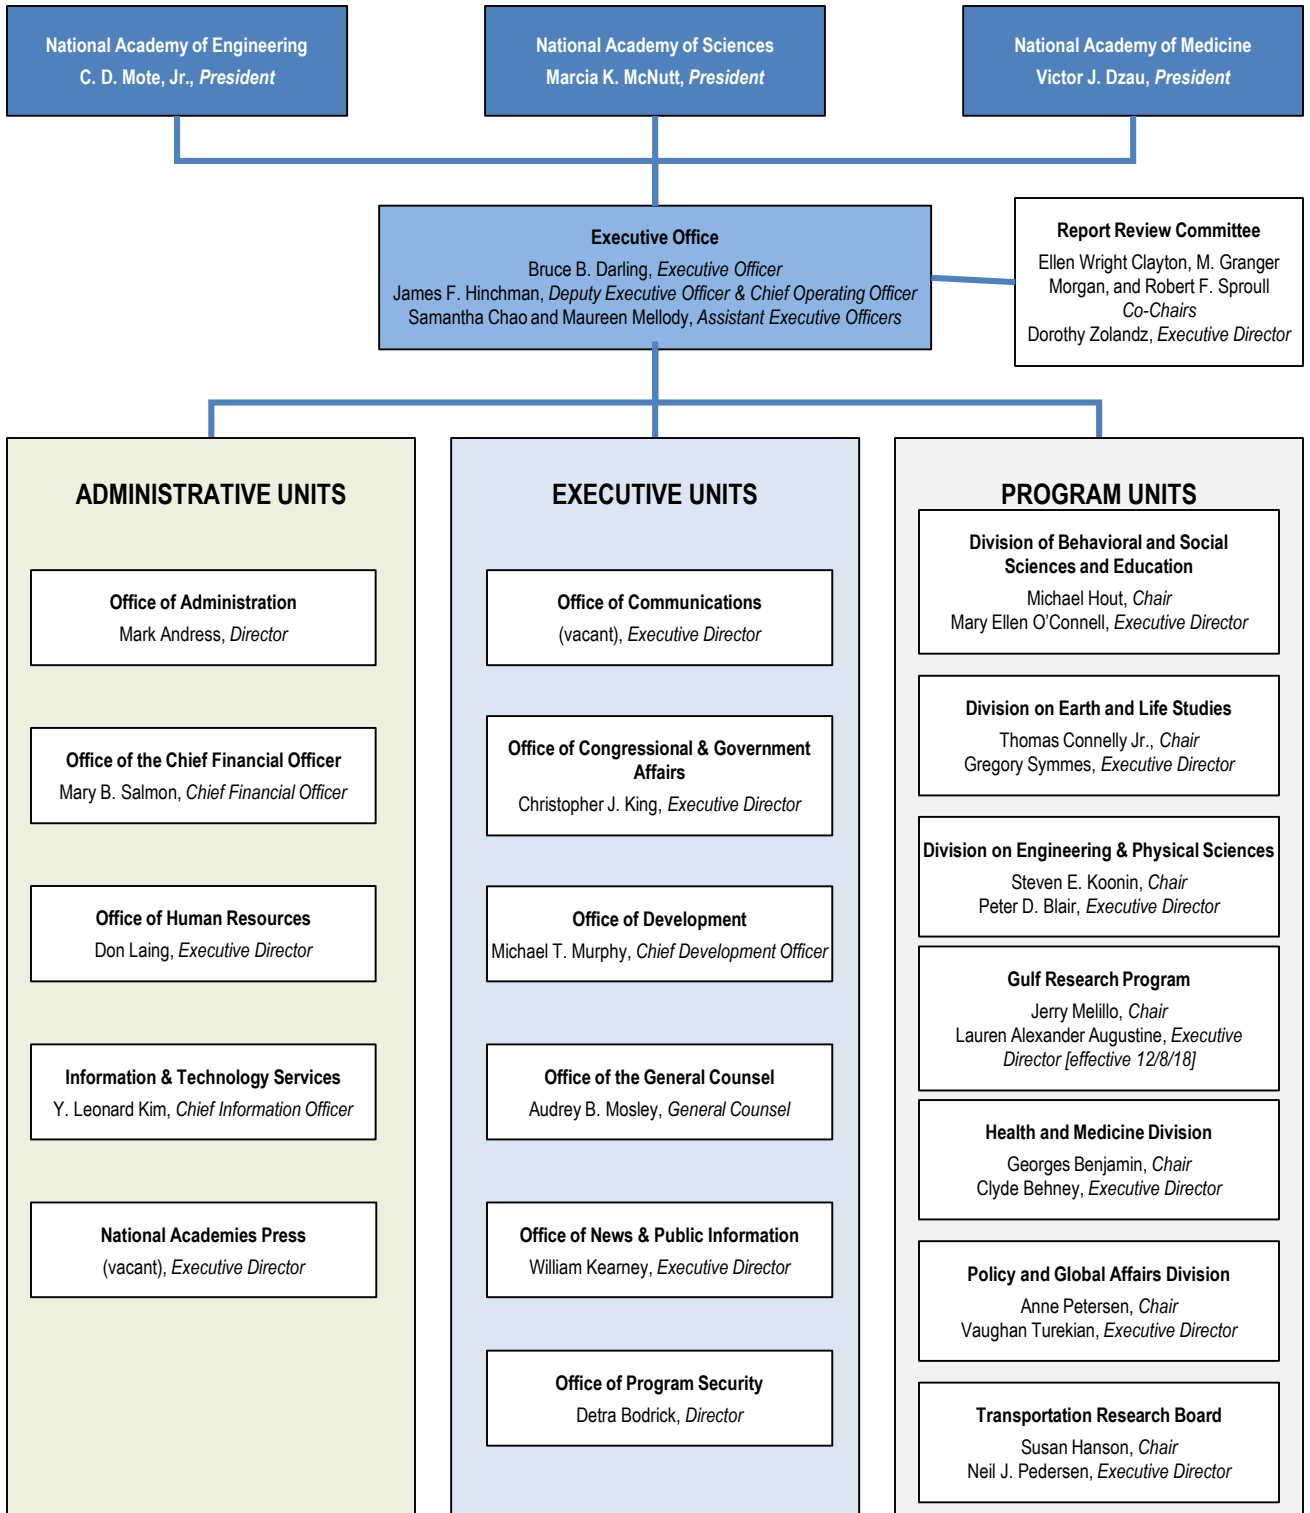 National Academy of Engineering
C. D. Mote, Jr., President
National Academy of Sciences
Marcia K. McNutt, President
National Academy of Medicine
Victor J. Dzau, President
Executive Office
Bruce B. Darling, Executive Officer
James F. Hinchman, Deputy Executive Officer & Chief Operating Officer
Samantha Chao and Maureen Mellody, Assistant Executive Officers
Report Review Committee
Ellen Wright Clayton, M. Granger
Morgan, and Robert F. Sproull
Co-Chairs
Dorothy Zolandz, Executive Director
ADMINISTRATIVE UNITS
Office of Administration
Mark Andress, Director
Office of the Chief Financial Officer
Mary B. Salmon, Chief Financial Officer
Office of Human Resources
Don Laing, Executive Director
Information & Technology Services
Y. Leonard Kim, Chief Information Officer
National Academies Press
(vacant), Executive Director
EXECUTIVE UNITS
Office of Communications
(vacant), Executive Director
Office of Congressional & Government
Affairs
Christopher J. King, Executive Director
Office of Development
Michael T. Murphy, Chief Development Officer
Office of the General Counsel
Audrey B. Mosley, General Counsel
Office of News & Public Information
William Kearney, Executive Director
Office of Program Security
Detra Bodrick, Director
PROGRAM UNITS
Division of Behavioral and Social
Sciences and Education
Michael Hout, Chair
Mary Ellen O’Connell, Executive Director
Division on Earth and Life Studies
Thomas Connelly Jr., Chair
Gregory Symmes, Executive Director
Division on Engineering & Physical Sciences
Steven E. Koonin, Chair
Peter D. Blair, Executive Director
Gulf Research Program
Jerry Melillo, Chair
Lauren Alexander Augustine, Executive
Director [effective 12/8/18]
Health and Medicine Division
Georges Benjamin, Chair
Clyde Behney, Executive Director
Policy and Global Affairs Division
Anne Petersen, Chair
Vaughan Turekian, Executive Director
Transportation Research Board
Susan Hanson, Chair
Neil J. Pedersen, Executive Director